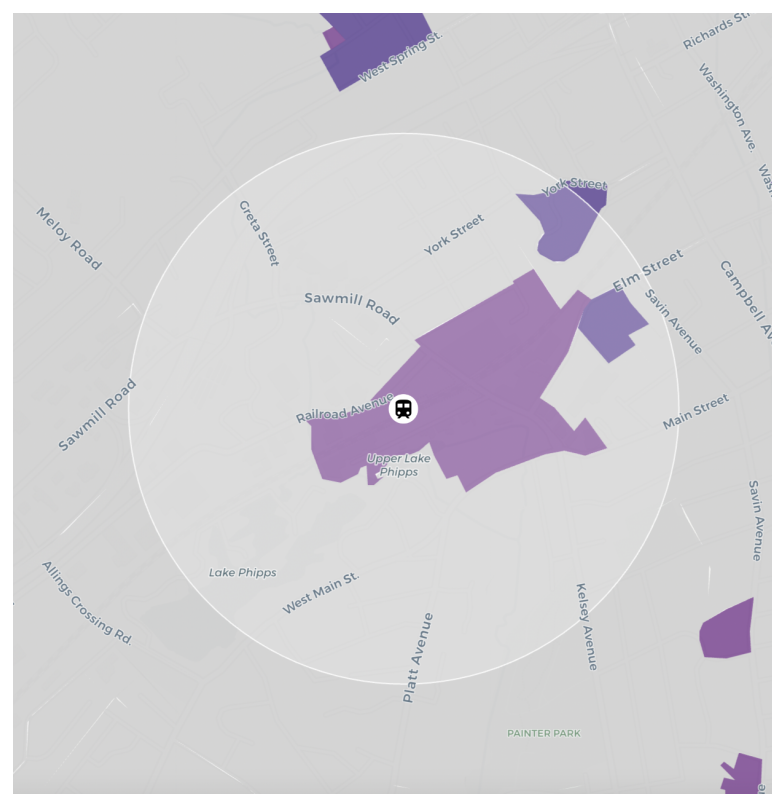 Richards St
West Spring St.
Washington Ave.
Was
York Street
Greta Street
Meloy Road
York Street
Elm Street
Campbell Av
Savin Avenue
Sawmill Road
Sawmill Road
Railroad Avenue
Main Street
Upper Lake
Phipps
Savin Avenue
Lake Phipps
West Main St.
Allings Crossing Rd.
Kelsey Avenue
Platt Avenue
PAINTER PARK